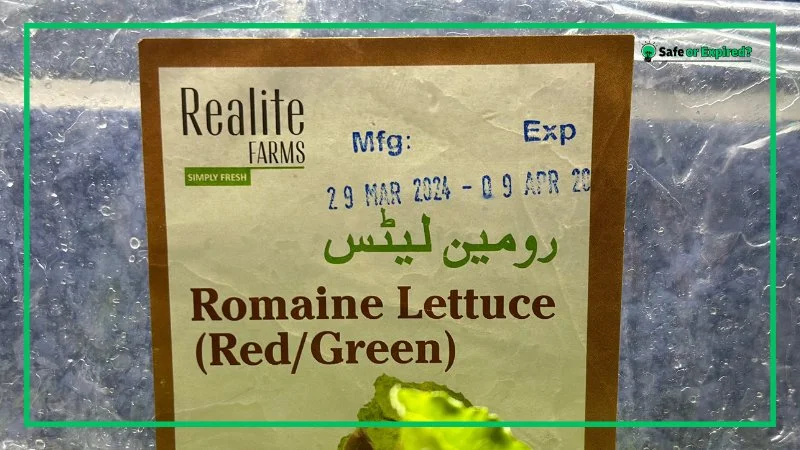 Safe or Expired?
Realite
FARMS
SIMPLY FRESH
Mfg: Exp
29 MAR 2024 - 09 APR 20
رومین لیٹس
Romaine Lettuce
(Red/Green)